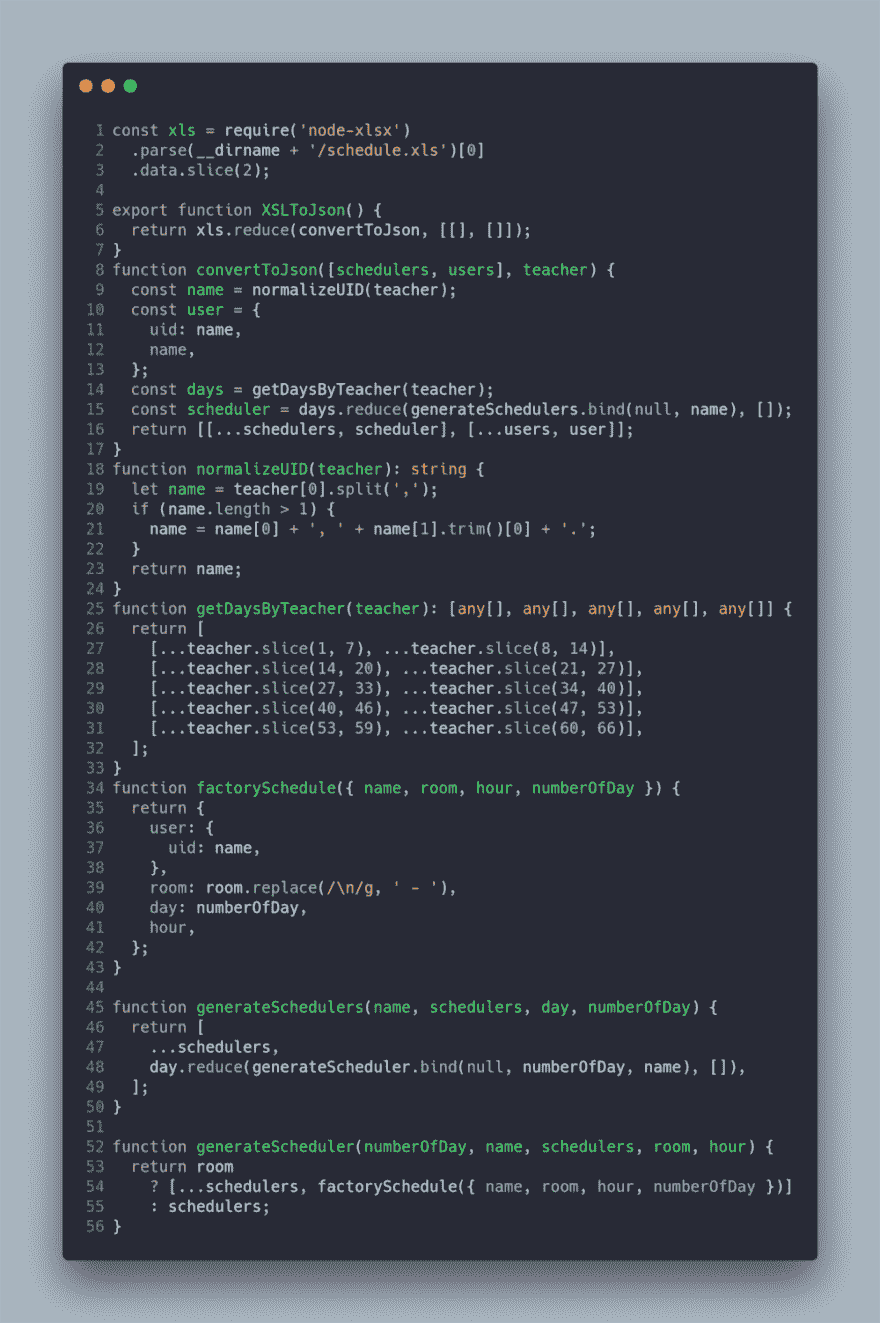 1 const xls = require('node-xlsx')
2   .parse(__dirname + '/schedule.xls')[0]
3   .data.slice(2);
4
5 export function XSLToJson() {
6   return xls.reduce(convertToJson, [[], []]);
7 }
8 function convertToJson([schedulers, users], teacher) {
9   const name = normalizeUID(teacher);
10   const user = {
11     uid: name,
12     name,
13   };
14   const days = getDaysByTeacher(teacher);
15   const scheduler = days.reduce(generateSchedulers.bind(null, name), []);
16   return [[...schedulers, scheduler], [...users, user]];
17 }
18 function normalizeUID(teacher): string {
19   let name = teacher[0].split(',');
20   if (name.length > 1) {
21     name = name[0] + ', ' + name[1].trim()[0] + '.';
22   }
23   return name;
24 }
25 function getDaysByTeacher(teacher): [any[], any[], any[], any[], any[]] {
26   return [
27     [...teacher.slice(1, 7), ...teacher.slice(8, 14)],
28     [...teacher.slice(14, 20), ...teacher.slice(21, 27)],
29     [...teacher.slice(27, 33), ...teacher.slice(34, 40)],
30     [...teacher.slice(40, 46), ...teacher.slice(47, 53)],
31     [...teacher.slice(53, 59), ...teacher.slice(60, 66)],
32   ];
33 }
34 function factorySchedule({ name, room, hour, numberOfDay }) {
35   return {
36     user: {
37       uid: name,
38     },
39     room: room.replace(/\n/g, ' - '),
40     day: numberOfDay,
41     hour,
42   };
43 }
44
45 function generateSchedulers(name, schedulers, day, numberOfDay) {
46   return [
47     ...schedulers,
48     day.reduce(generateScheduler.bind(null, numberOfDay, name), []),
49   ];
50 }
51
52 function generateScheduler(numberOfDay, name, schedulers, room, hour) {
53   return room
54     ? [...schedulers, factorySchedule({ name, room, hour, numberOfDay })]
55     : schedulers;
56 }